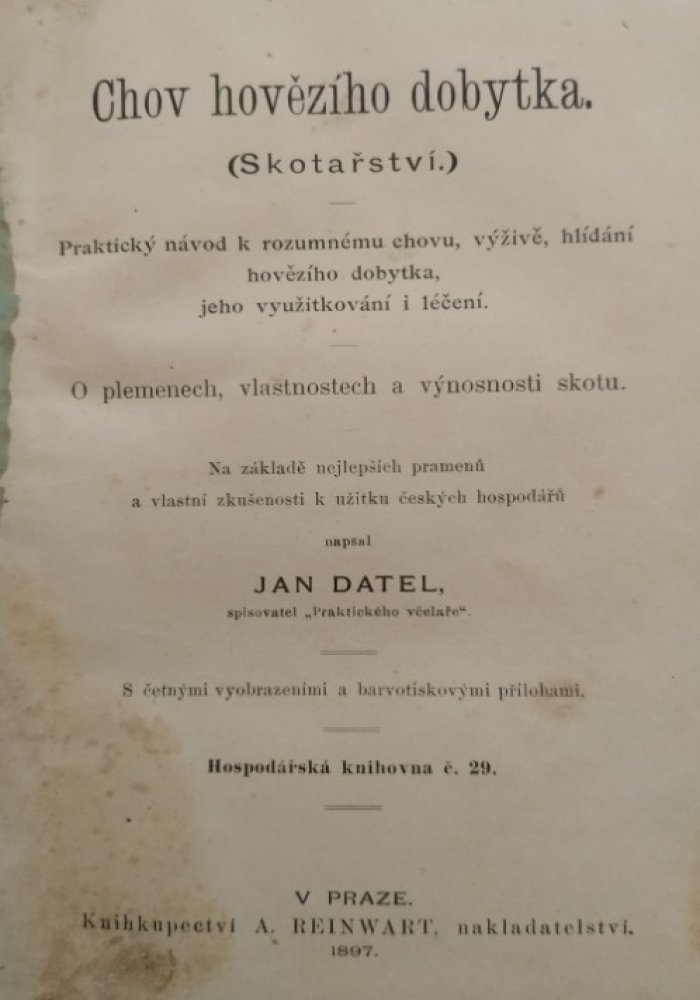 Chov hovězího dobytka.
(Skotařství.)
Praktický návod k rozumnému chovu, výživě, hlídání
hovězího dobytka,
jeho využitkování i léčení.
O plemenech, vlastnostech a výnosnosti skotu.
Na základě nejlepších pramenů
a vlastní zkušenosti k užitku českých hospodářů
napsal
JAN DATEL,
spisovatel „Praktického včelaře“.
S četnými vyobrazeními a barvotiskovými přílohami.
Hospodářská knihovna č. 29.
V PRAZE.
Knihkupectví A. REINWART, nakladatelství.
1897.